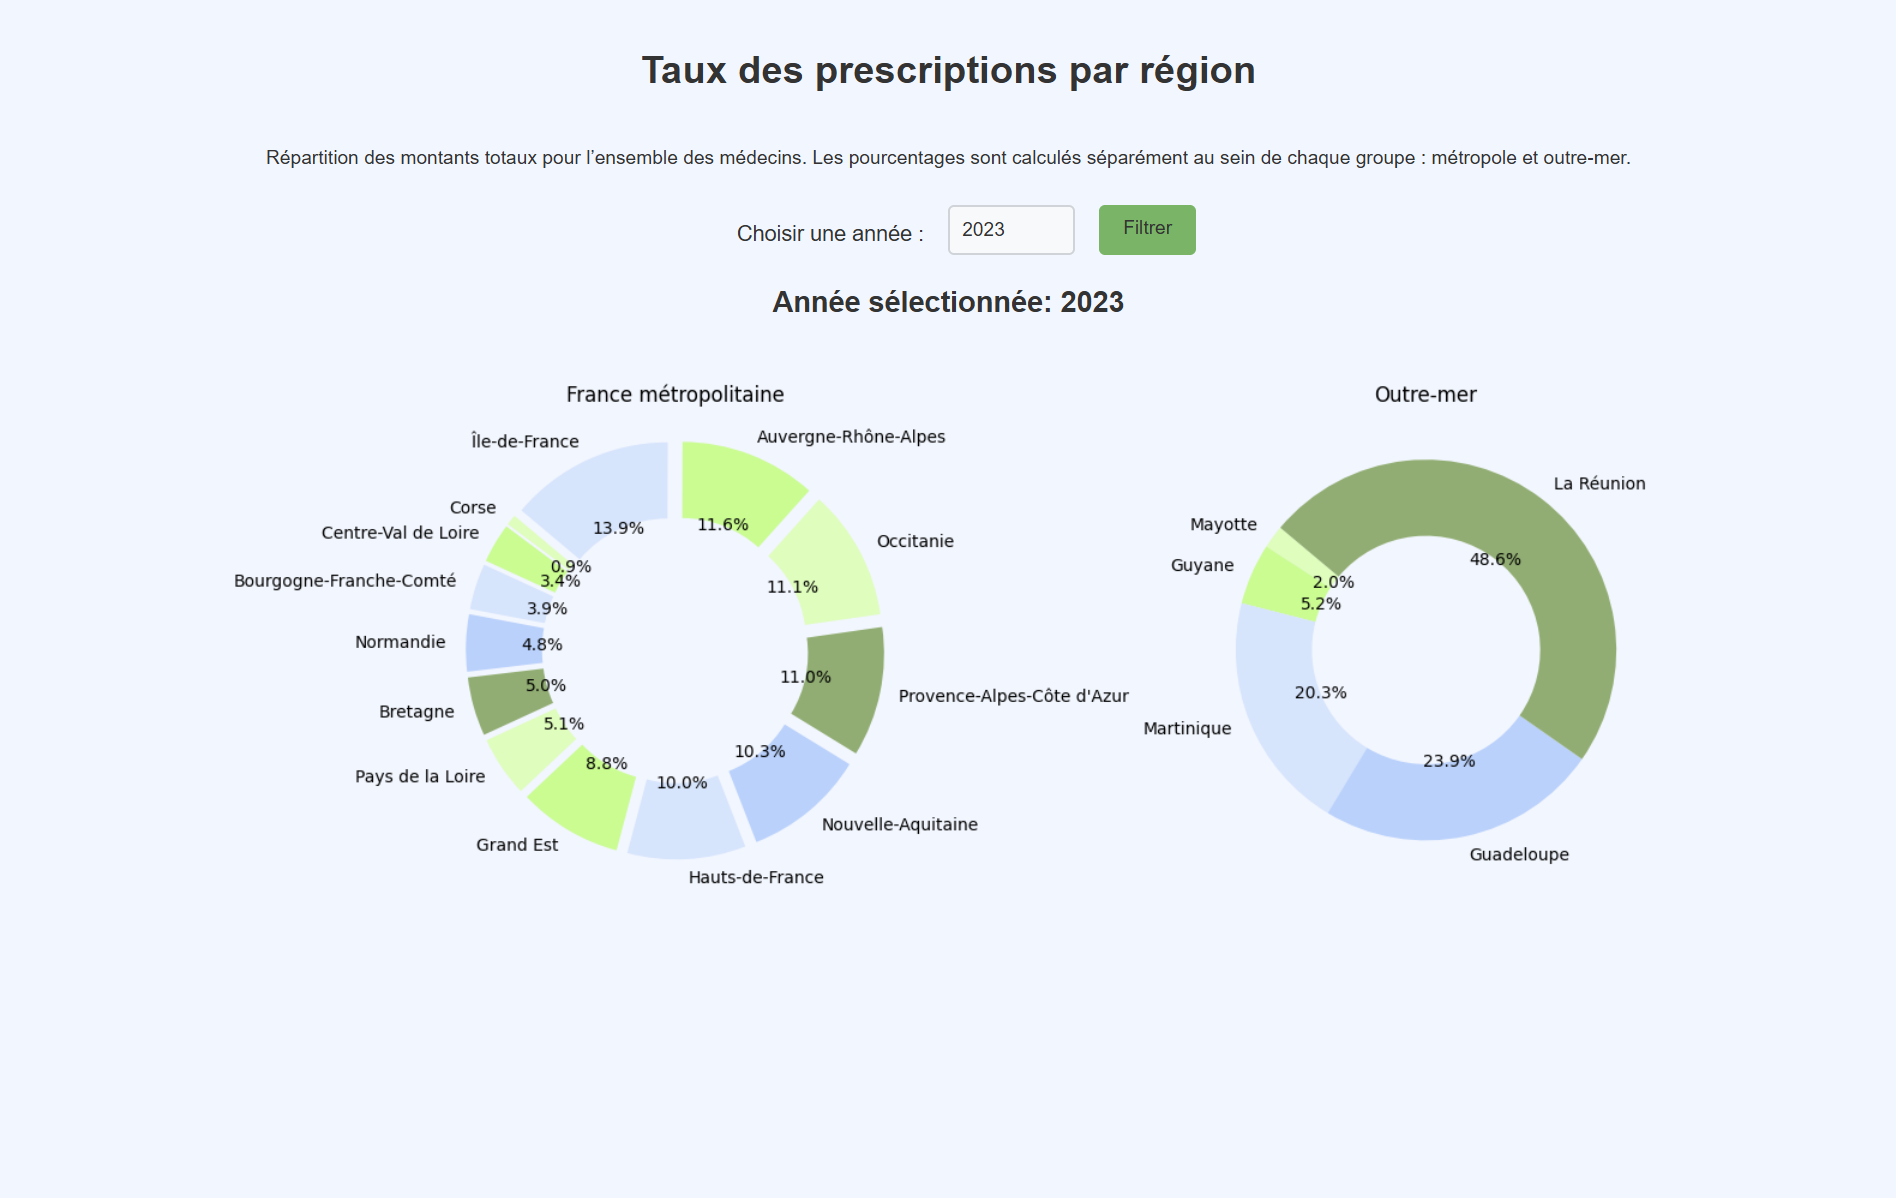 Taux des prescriptions par région
Répartition des montants totaux pour l’ensemble des médecins. Les pourcentages sont calculés séparément au sein de chaque groupe : métropole et outre-mer.
Choisir une année :
2023
Filtrer
Année sélectionnée: 2023
France métropolitaine
Île-de-France
13.9%
Corse
0.9%
Centre-Val de Loire
3.4%
Bourgogne-Franche-Comté
3.9%
Normandie
4.8%
Bretagne
5.0%
Pays de la Loire
5.1%
Grand Est
8.8%
Hauts-de-France
10.0%
Nouvelle-Aquitaine
10.3%
Provence-Alpes-Côte d'Azur
11.0%
Occitanie
11.1%
Auvergne-Rhône-Alpes
11.6%
Outre-mer
La Réunion
48.6%
Mayotte
2.0%
Guyane
5.2%
Martinique
20.3%
Guadeloupe
23.9%